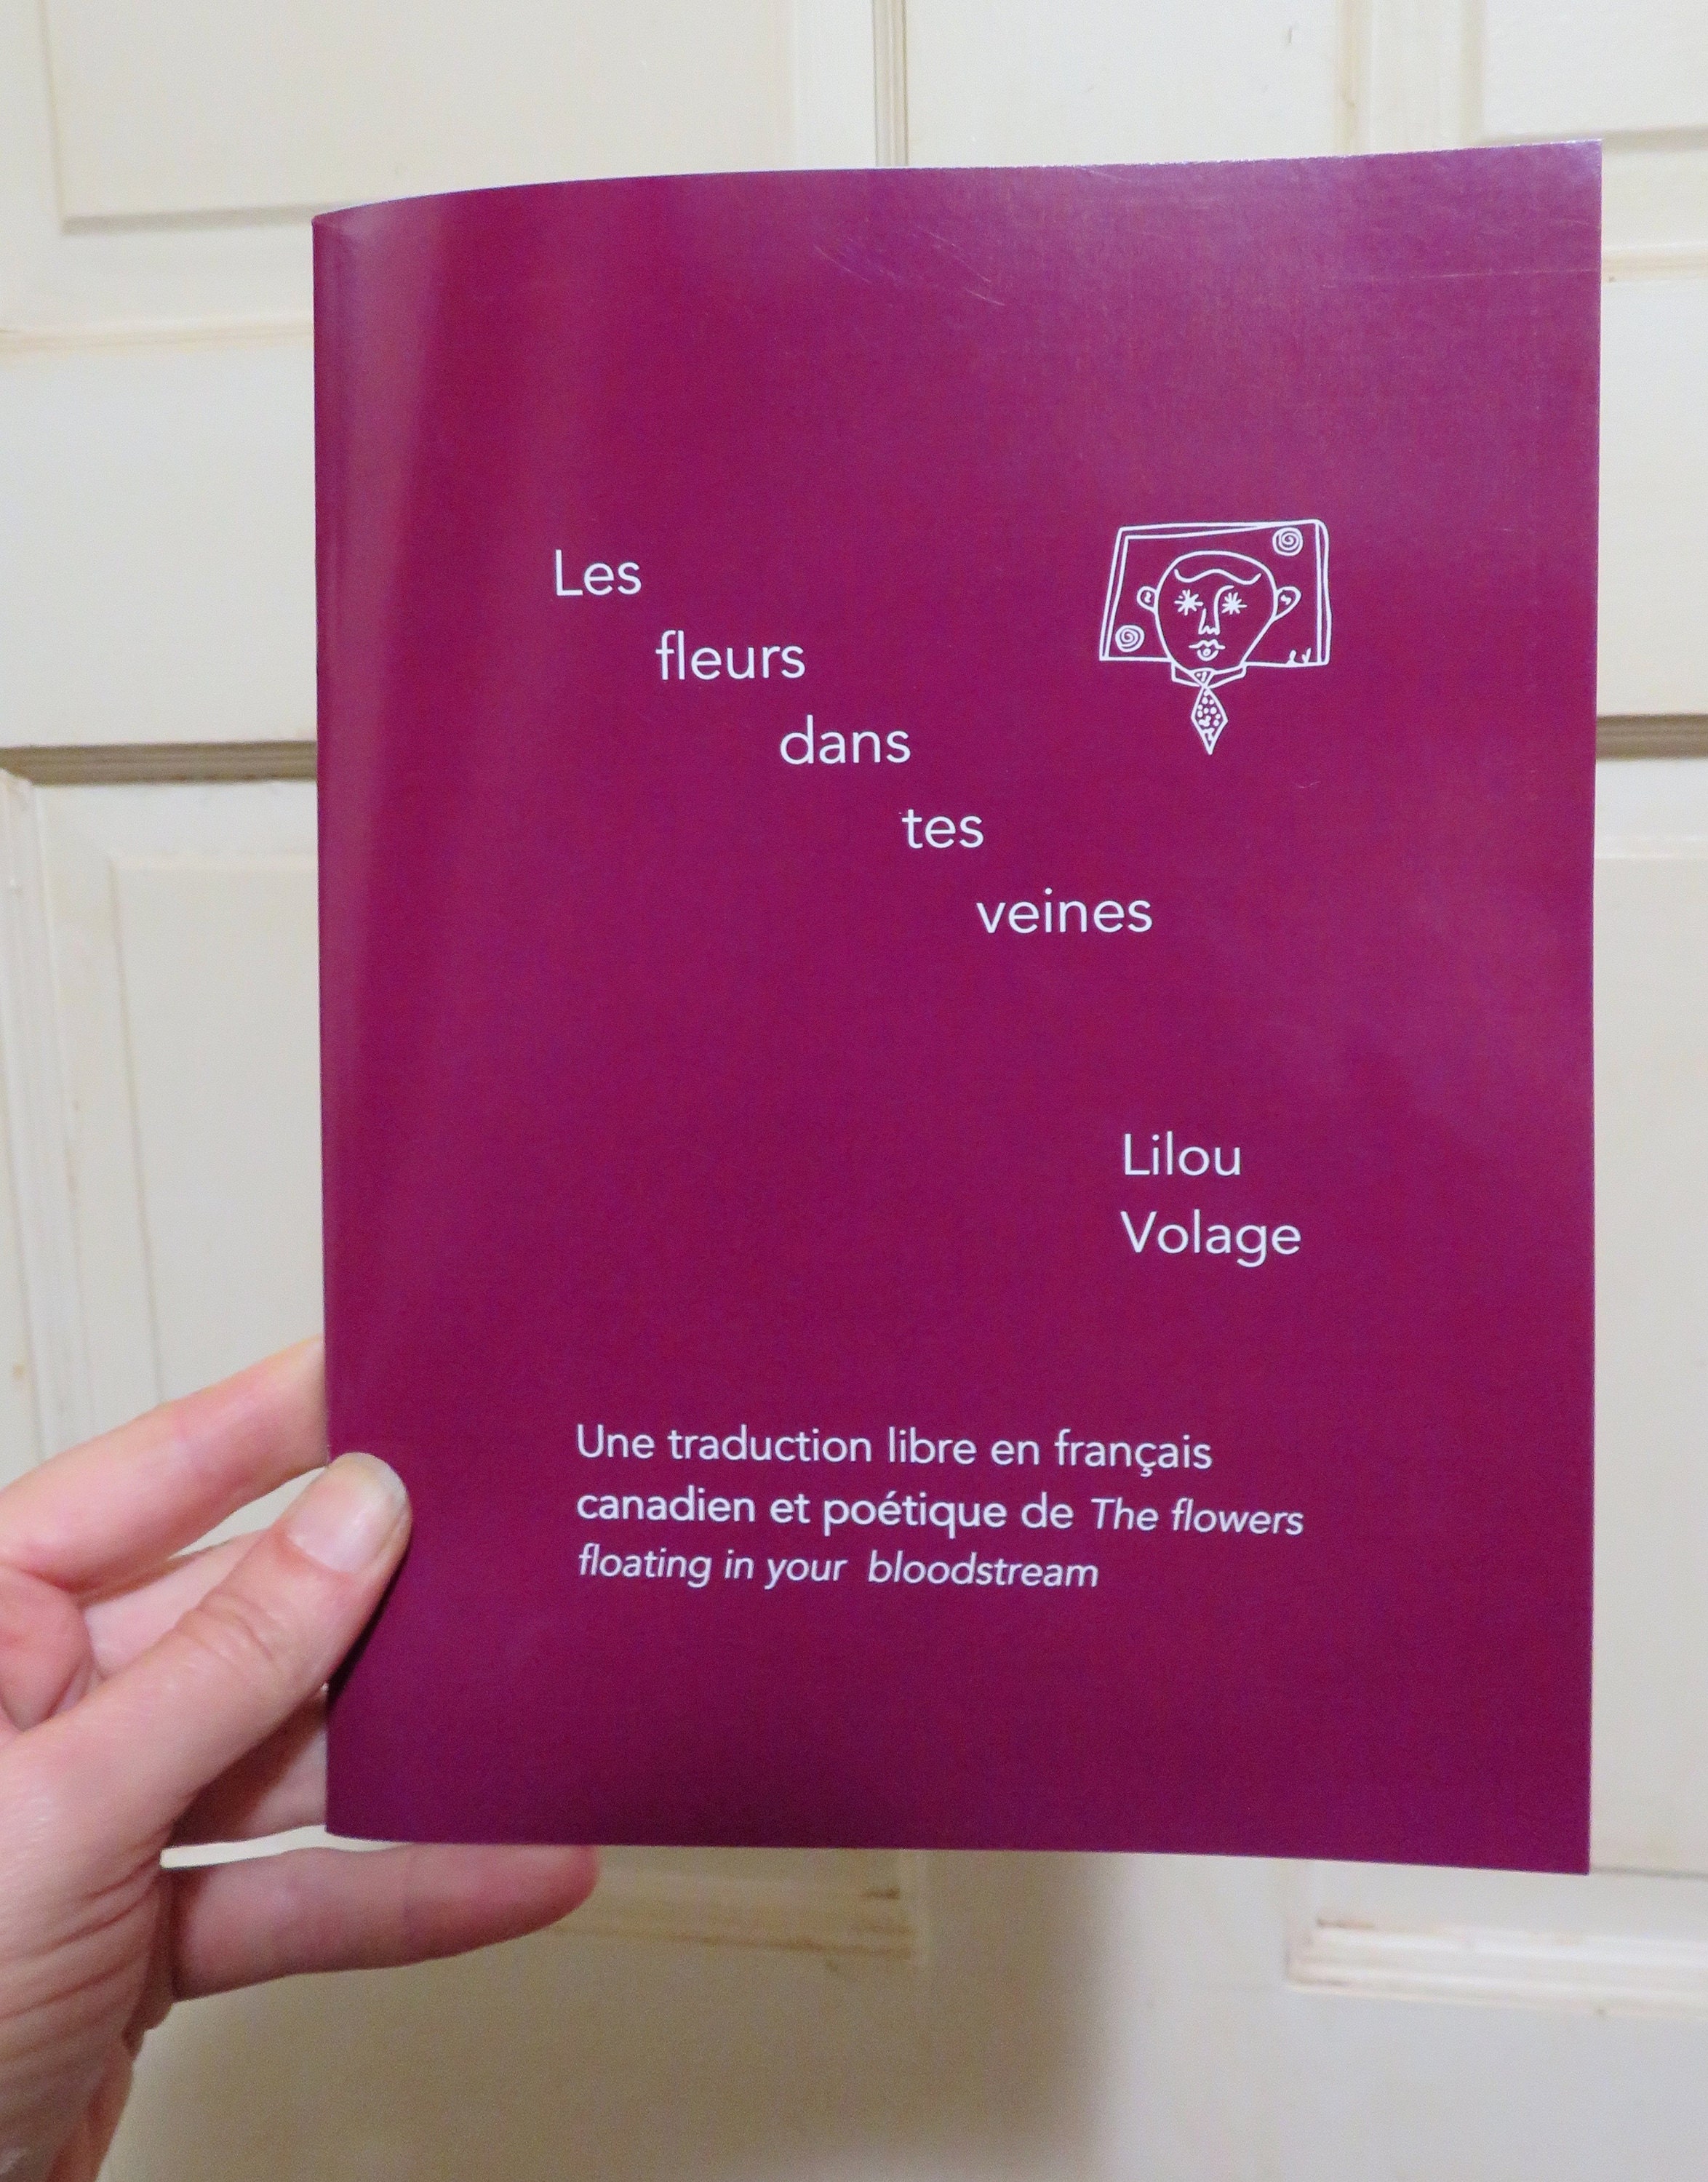 Les
fleurs
dans
tes
veines
LV
Lilou
Volage
Une traduction libre en français
canadien et poétique de The flowers
floating in your bloodstream